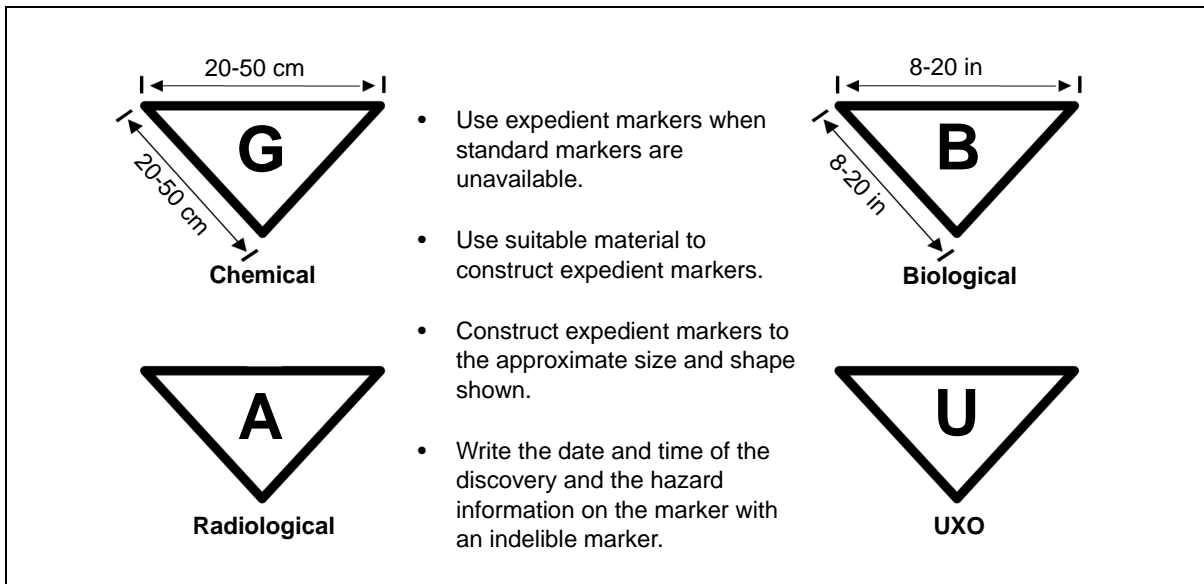 20-50 cm
20-50 cm
G
Chemical
• Use expedient markers when
standard markers are
unavailable.
• Use suitable material to
construct expedient markers.
• Construct expedient markers to
the approximate size and shape
shown.
• Write the date and time of the
discovery and the hazard
information on the marker with
an indelible marker.
8-20 in
8-20 in
B
Biological
A
Radiological
U
UXO